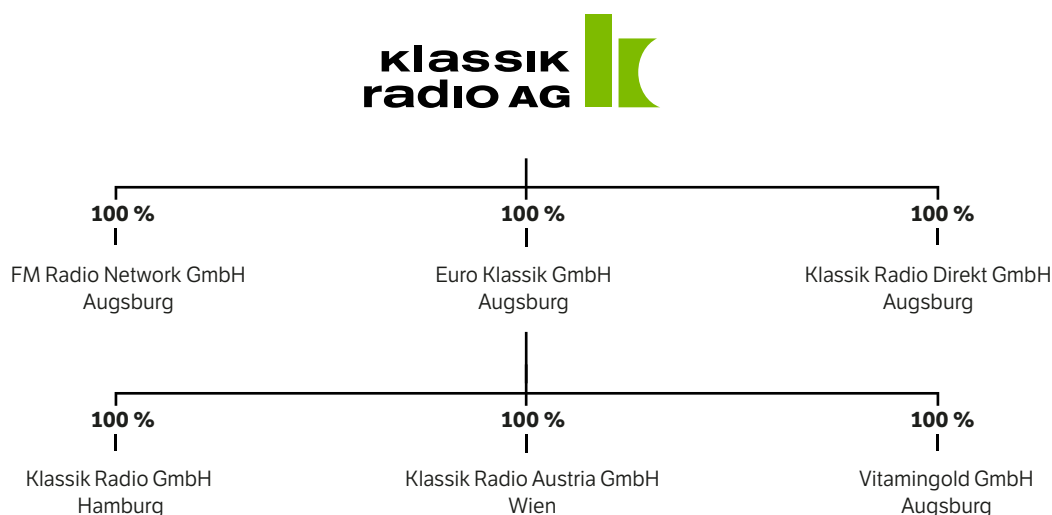 Klassik
radio AG
100 % 100 % 100 %
FM Radio Network GmbH Euro Klassik GmbH Klassik Radio Direkt GmbH
Augsburg Augsburg Augsburg
100 % 100 % 100 %
Klassik Radio GmbH Klassik Radio Austria GmbH Vitamingold GmbH
Hamburg Wien Augsburg